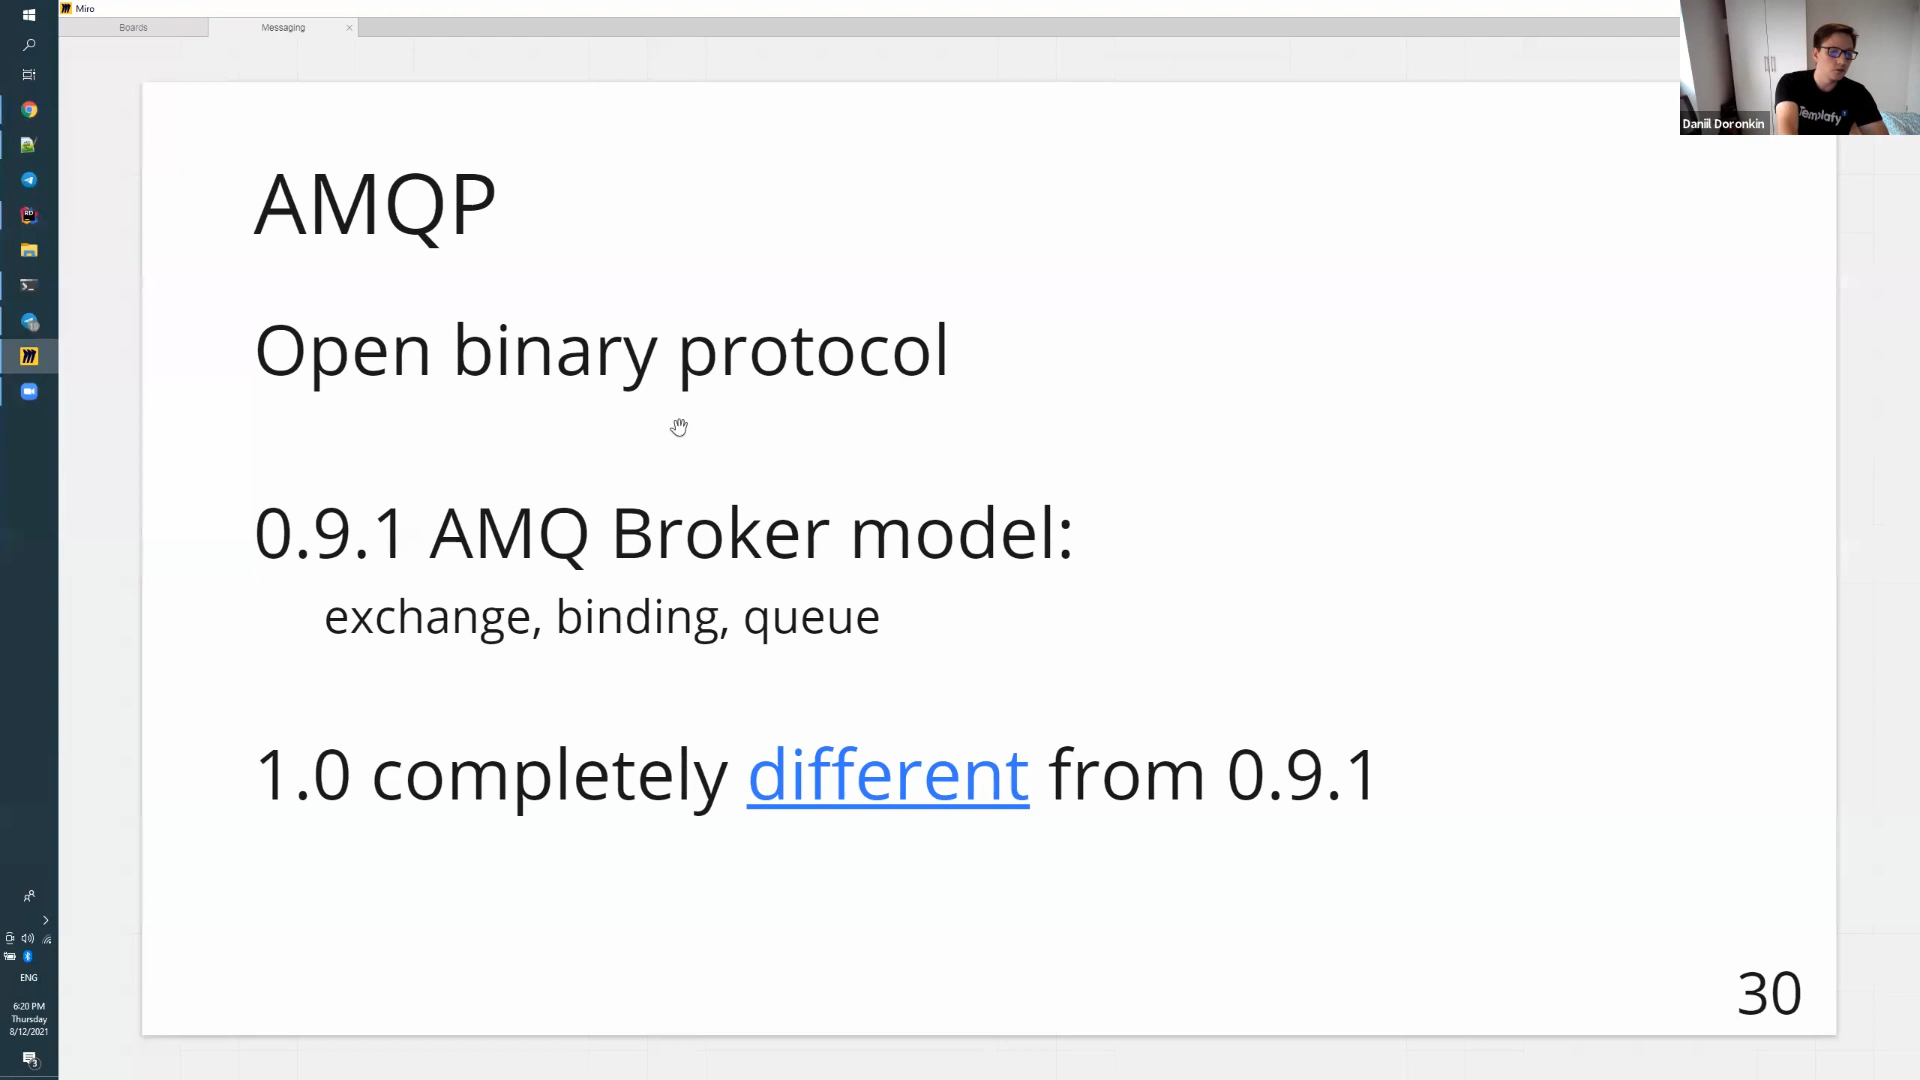 Miro
Boards
Messaging
Daniil Doronkin
Templafy
AMQP
Open binary protocol
0.9.1 AMQ Broker model:
exchange, binding, queue
1.0 completely different from 0.9.1
30
ENG
6:20 PM
Thursday
8/12/2021
3